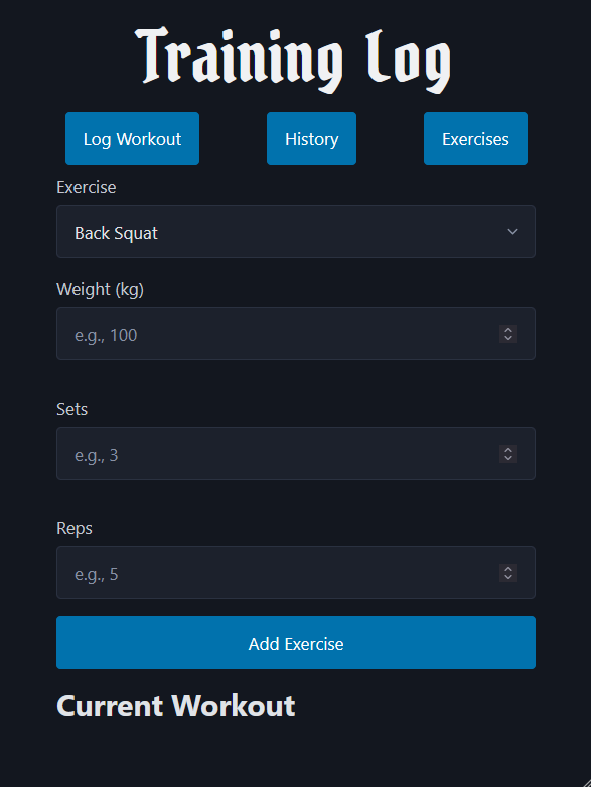 Training Log
Log Workout History Exercises
Exercise
Back Squat
Weight (kg)
e.g., 100
Sets
e.g., 3
Reps
e.g., 5
Add Exercise
Current Workout